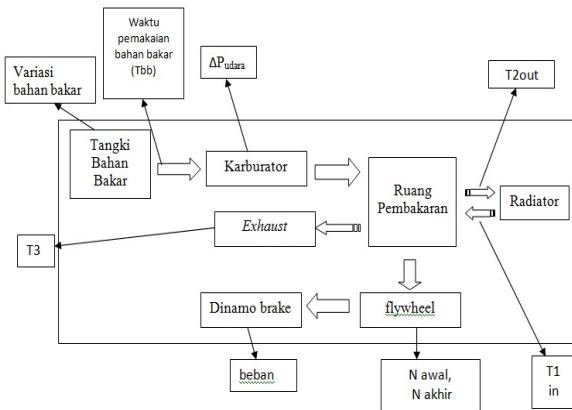 Waktu
pemakaian
bahan bakar
(Tbb)
Variasi
bahan bakar
ΔPudara
T2out
Tangki
Bahan
Bakar
Karburator
Ruang
Pembakaran
Radiator
Exhaust
T3
Dinamo brake
flywheel
beban
N awal,
N akhir
T1
in